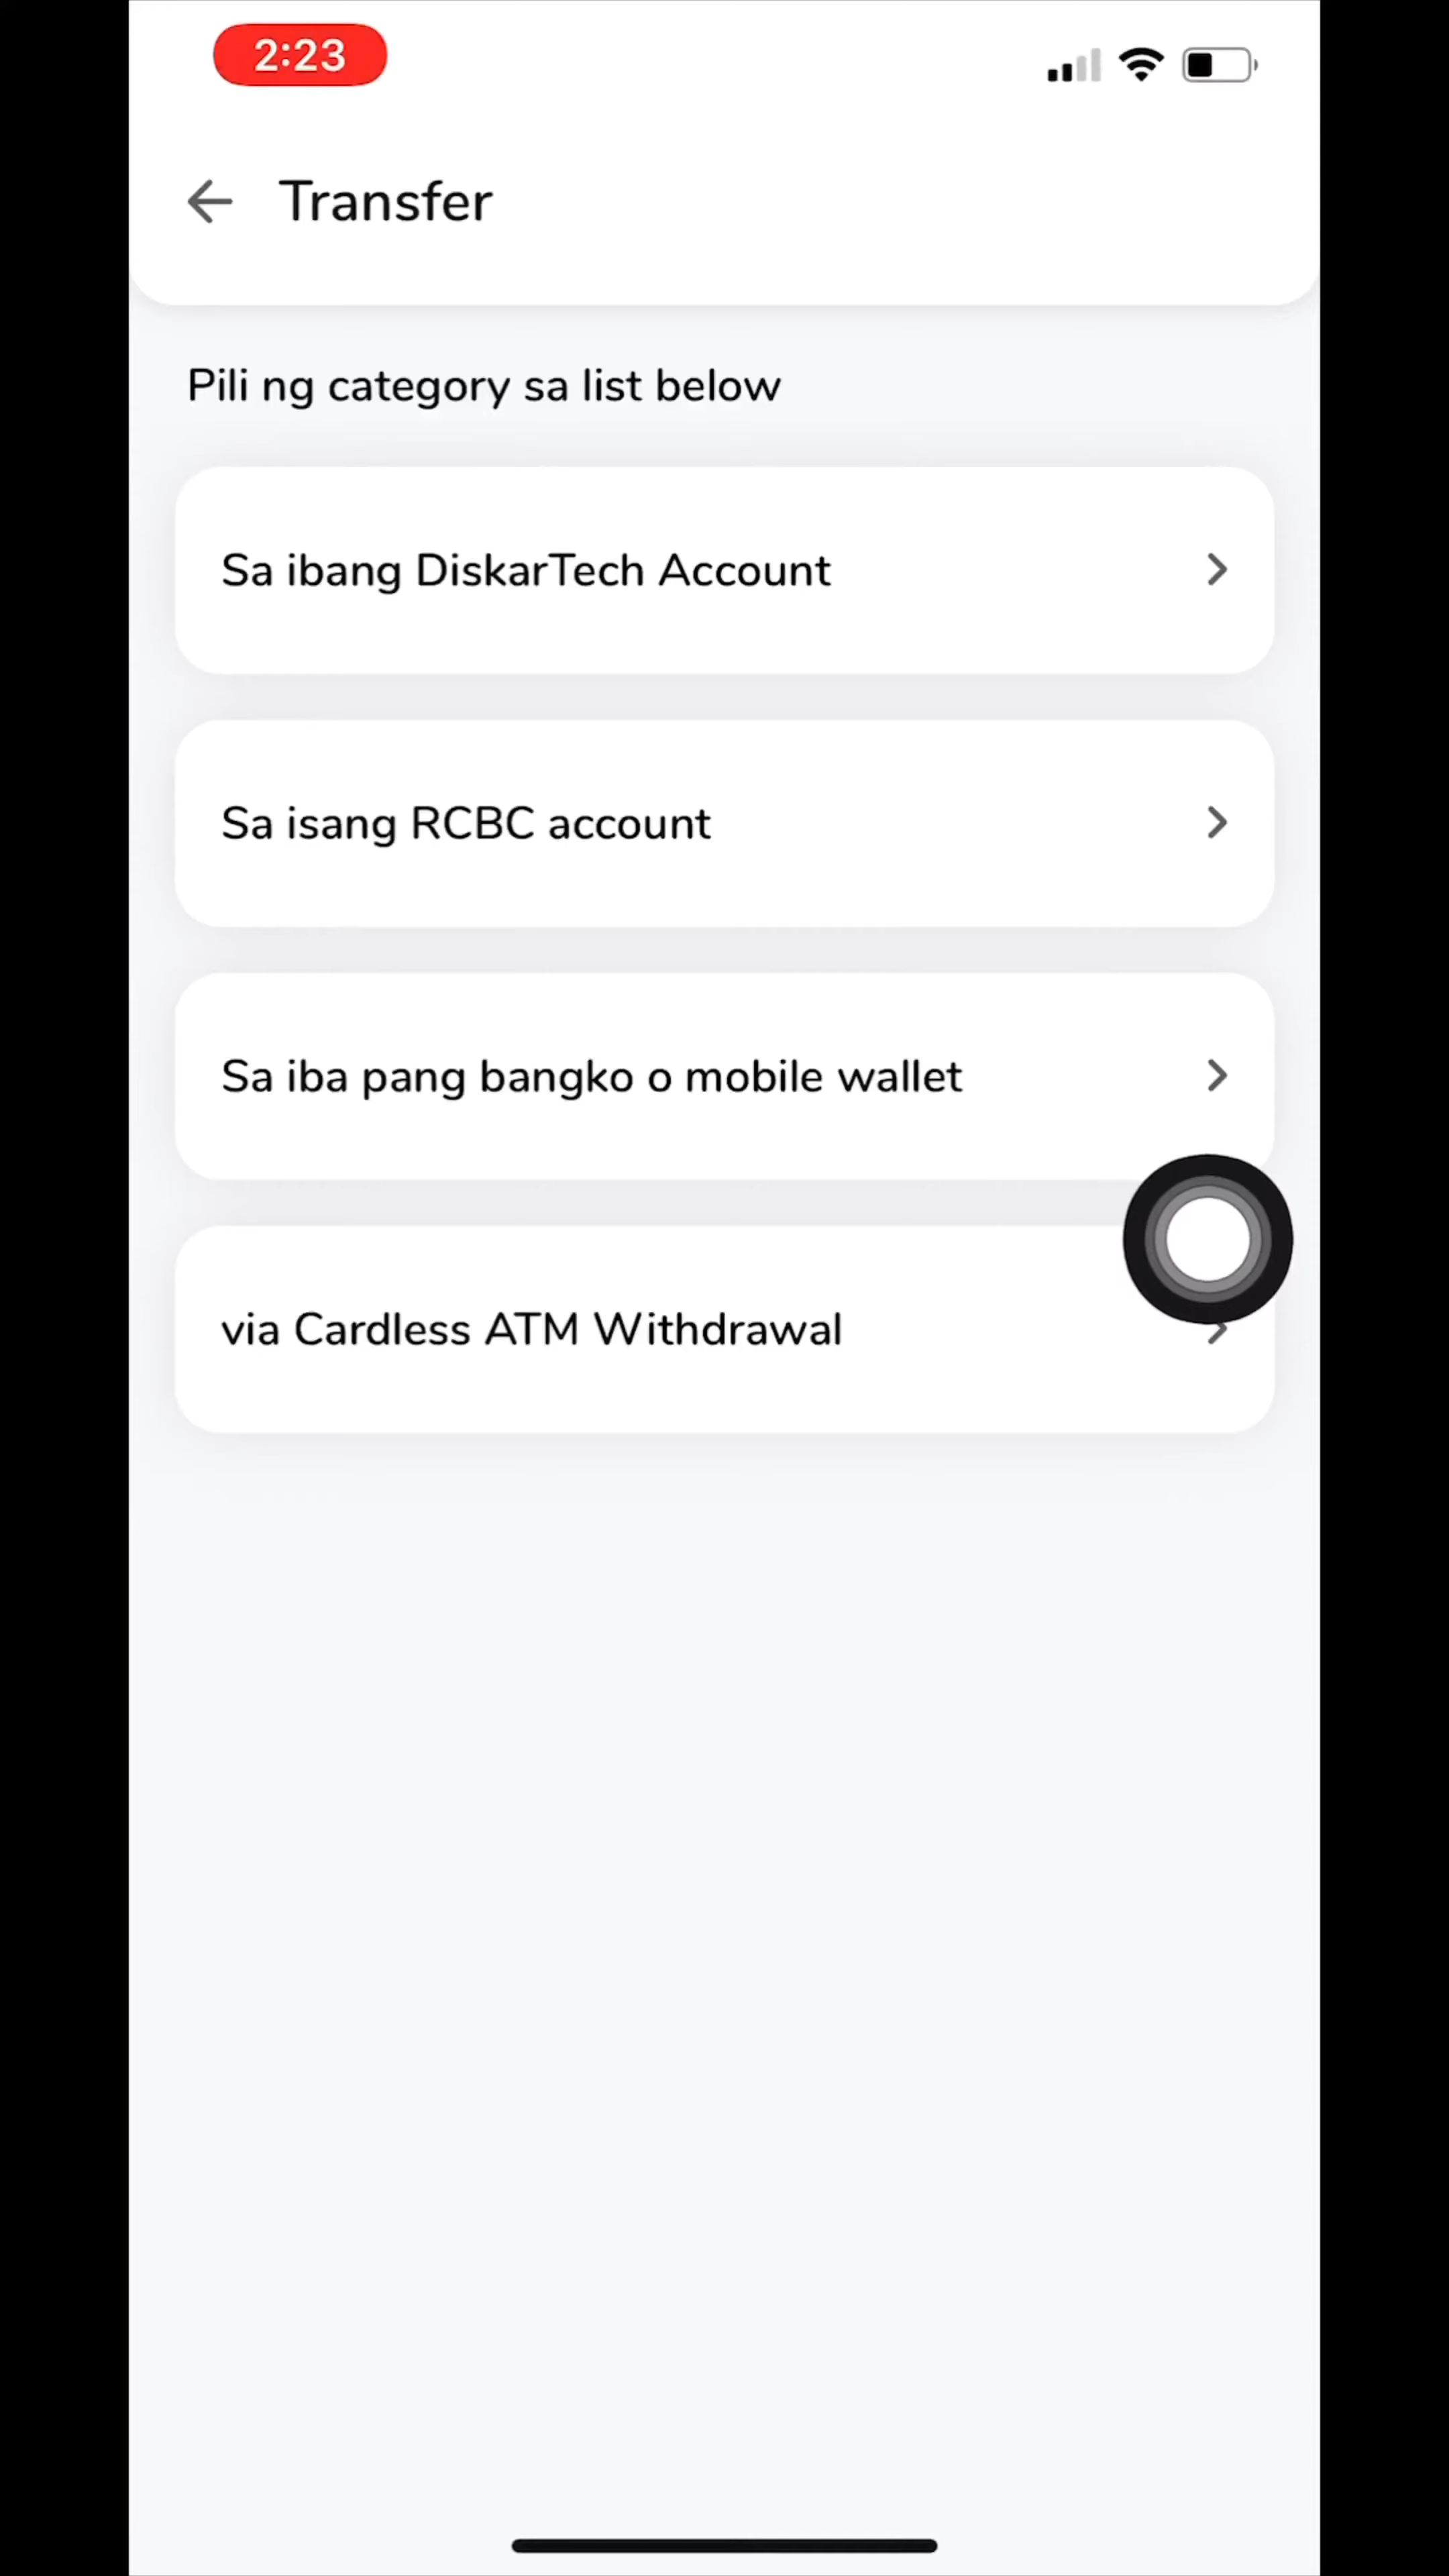 2:23
Transfer
Pili ng category sa list below
Sa ibang DiskarTech Account
Sa isang RCBC account
Sa iba pang bangko o mobile wallet
via Cardless ATM Withdrawal